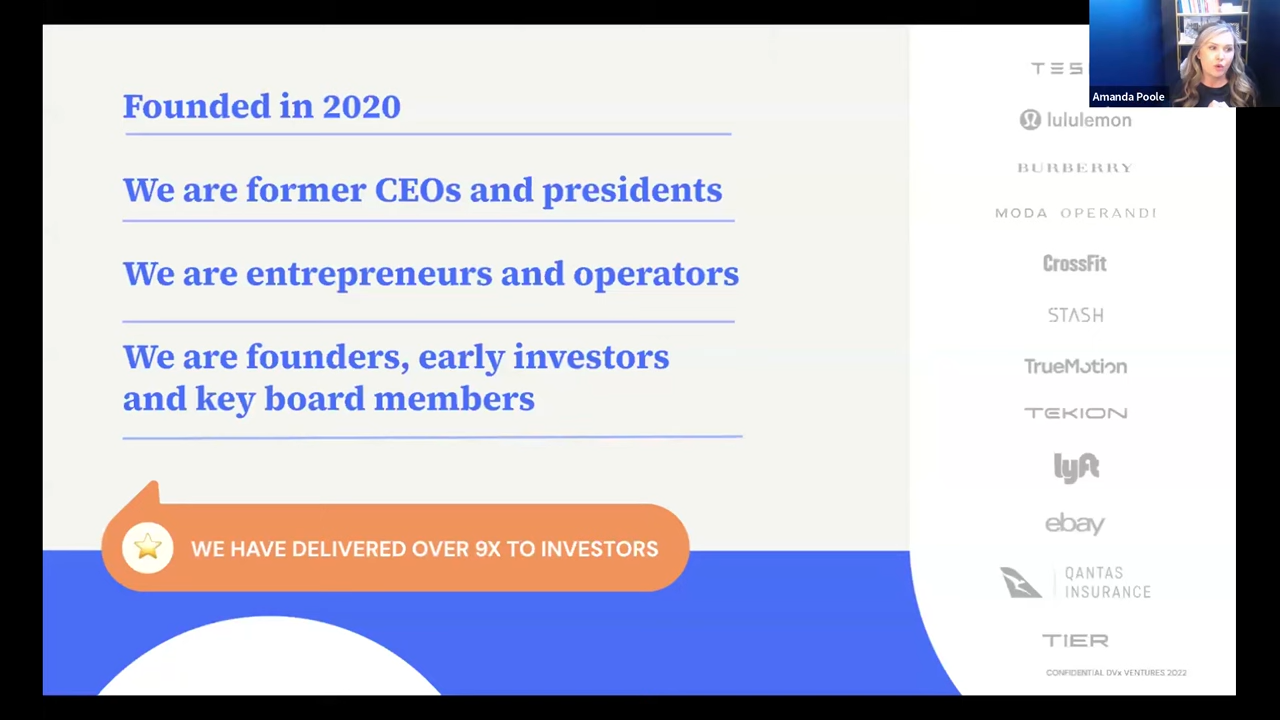 Founded in 2020
We are former CEOs and presidents
We are entrepreneurs and operators
We are founders, early investors
and key board members
WE HAVE DELIVERED OVER 9X TO INVESTORS
TES
lululemon
BURBERRY
MODA OPERANDI
CrossFit
STASH
TrueMotion
TEKION
lyft
ebay
QANTAS
INSURANCE
TIER
CONFIDENTIAL DVx VENTURES 2022
Amanda Poole